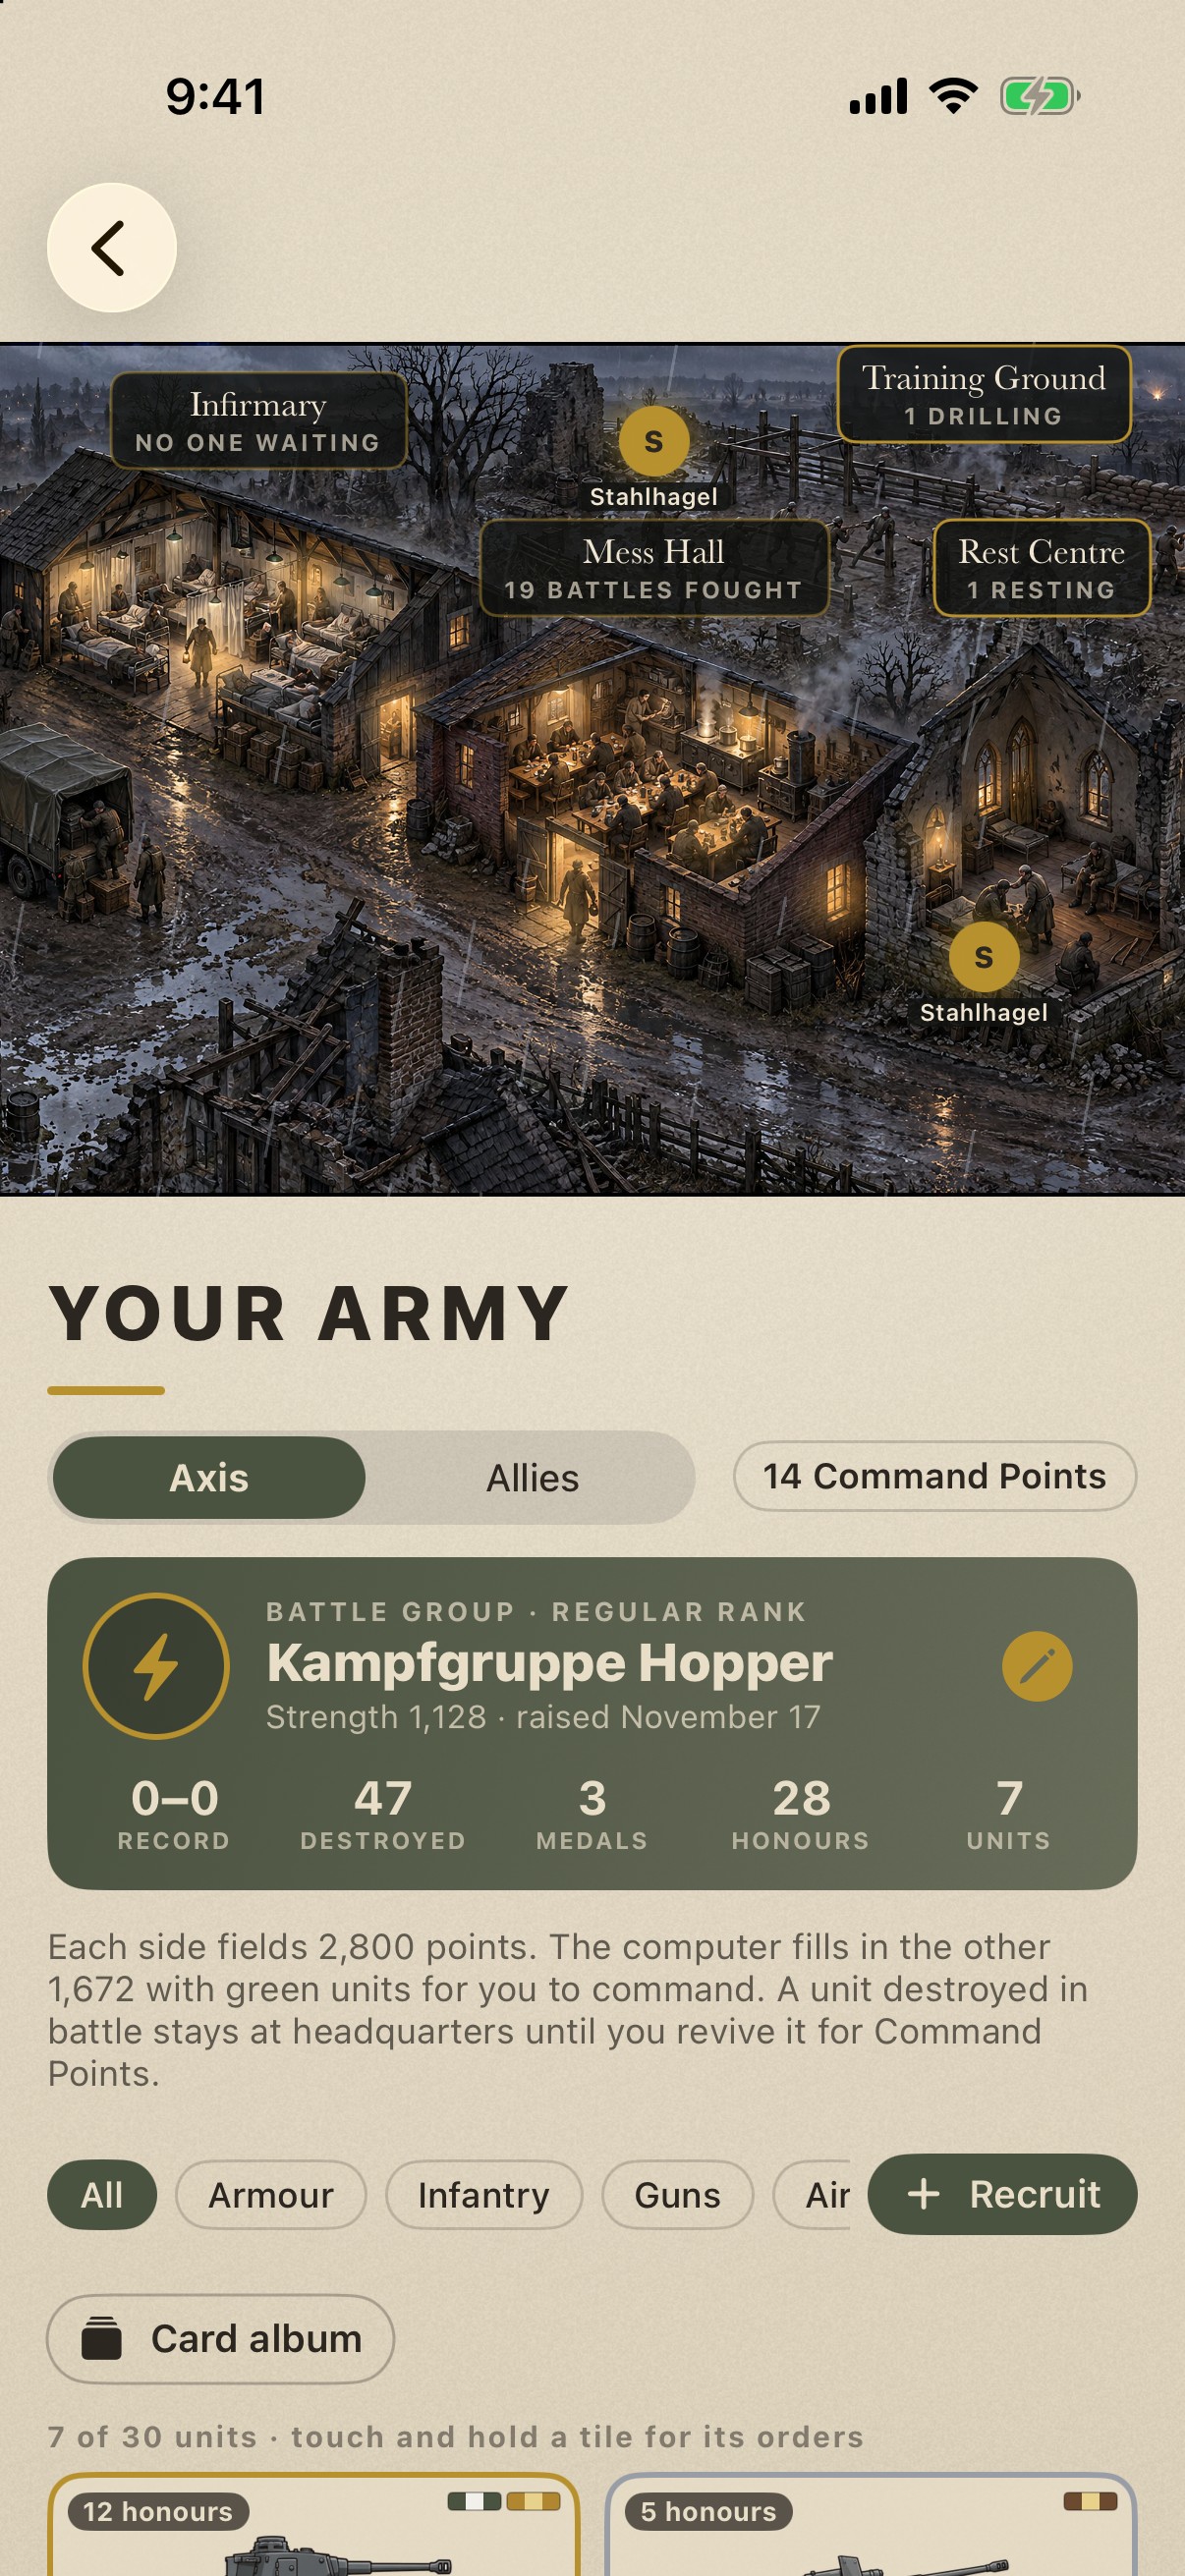 9:41
Infirmary
NO ONE WAITING
Training Ground
1 DRILLING
S
Stahlhagel
Mess Hall
19 BATTLES FOUGHT
Rest Centre
1 RESTING
S
Stahlhagel
YOUR ARMY
Axis
Allies
14 Command Points
BATTLE GROUP · REGULAR RANK
Kampfgruppe Hopper
Strength 1,128 · raised November 17
0–0
RECORD
47
DESTROYED
3
MEDALS
28
HONOURS
7
UNITS
Each side fields 2,800 points. The computer fills in the other
1,672 with green units for you to command. A unit destroyed in
battle stays at headquarters until you revive it for Command
Points.
All
Armour
Infantry
Guns
Air
+ Recruit
Card album
7 of 30 units · touch and hold a tile for its orders
12 honours
5 honours